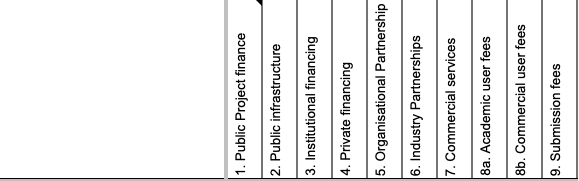 1. Public Project finance
2. Public infrastructure
3. Institutional financing
4. Private financing
5. Organisational Partnership
6. Industry Partnerships
7. Commercial services
8a. Academic user fees
8b. Commercial user fees
9. Submission fees